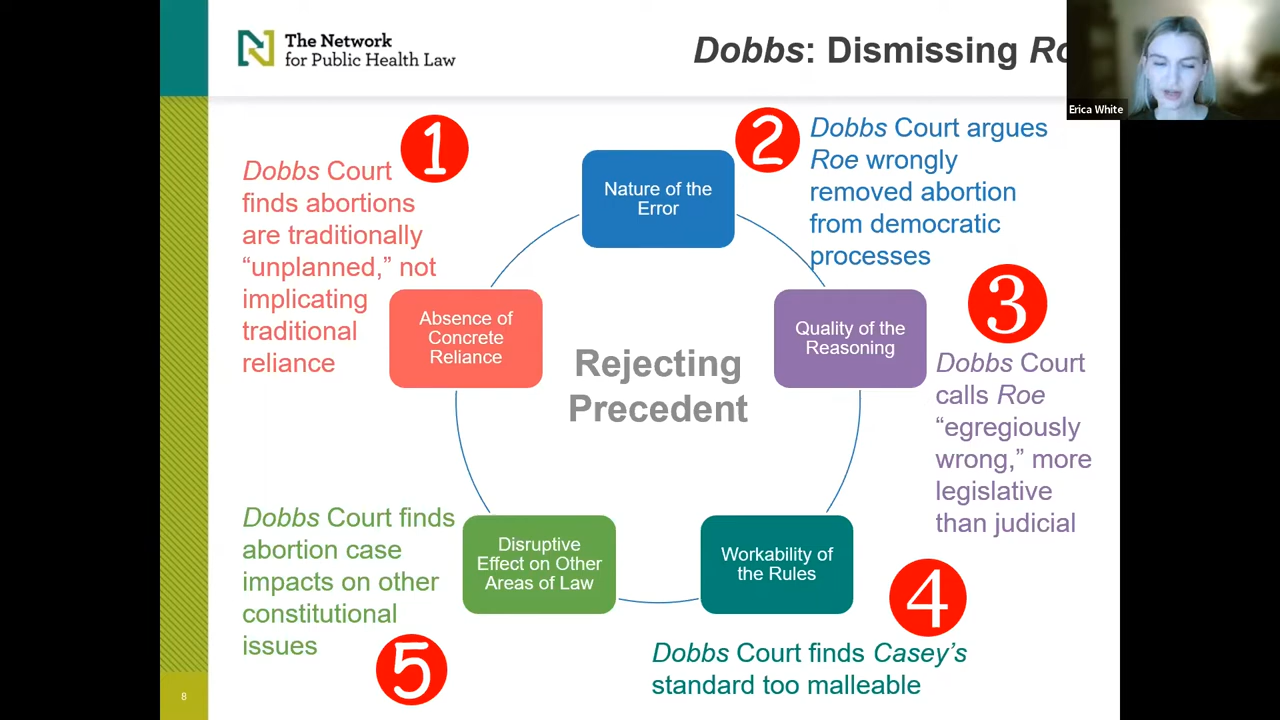 The Network
for Public Health Law
Dobbs: Dismissing
Erica White
1
Dobbs Court
finds abortions
are traditionally
“unplanned,” not
implicating
traditional
reliance
Absence of
Concrete
Reliance
Nature of the
Error
2
Dobbs Court argues
Roe wrongly
removed abortion
from democratic
processes
Quality of the
Reasoning
3
Dobbs Court
calls Roe
“egregiously
wrong,” more
legislative
than judicial
Rejecting
Precedent
Workability of
the Rules
4
Dobbs Court finds Casey’s
standard too malleable
Disruptive
Effect on Other
Areas of Law
Dobbs Court finds
abortion case
impacts on other
constitutional
issues
5
8